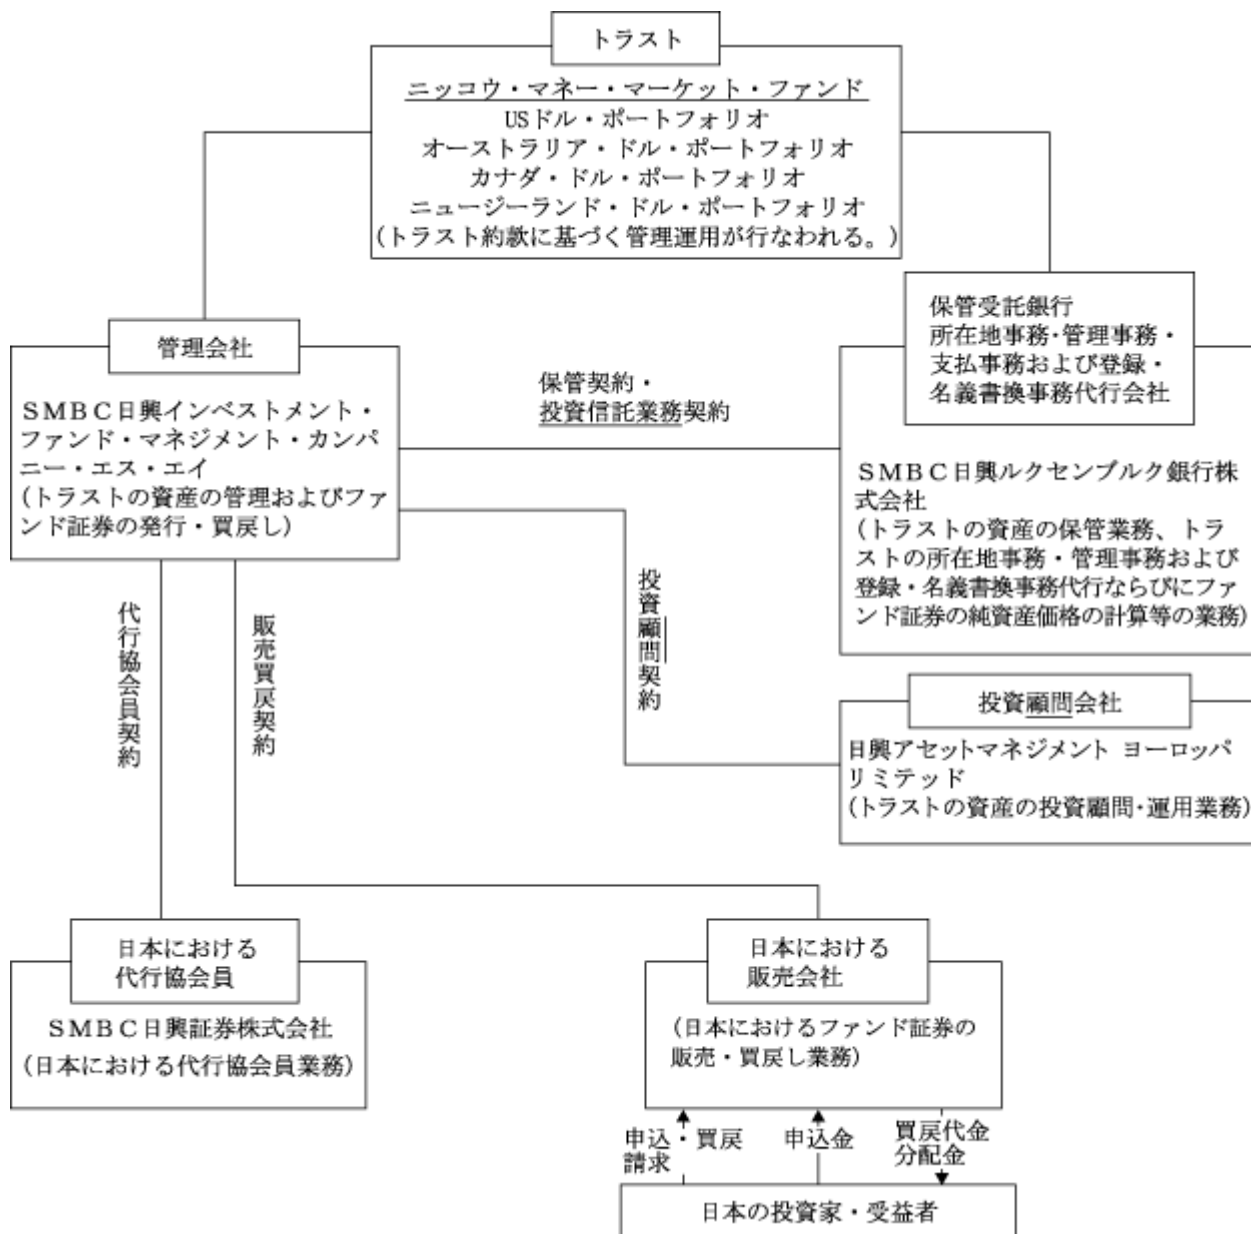 トラスト
ニッコウ・マネー・マーケット・ファンド
USドル・ポートフォリオ
オーストラリア・ドル・ポートフォリオ
カナダ・ドル・ポートフォリオ
ニュージーランド・ドル・ポートフォリオ
(トラスト約款に基づく管理運用が行なわれる。)
管理会社
SMBC日興インベストメント・
ファンド・マネジメント・カンパ
ニー・エス・エイ
(トラストの資産の管理およびファ
ンド証券の発行・買戻し)
保管契約・
投資信託業務契約
保管受託銀行
所在地事務・管理事務・
支払事務および登録・
名義書換事務代行会社
SMBC日興ルクセンブルク銀行株
式会社
(トラストの資産の保管業務、トラ
ストの所在地事務・管理事務および
登録・名義書換事務代行ならびにファ
ンド証券の純資産価格の計算等の業務)
代行協会員契約
販売買戻契約
投資顧問契約
投資顧問会社
日興アセットマネジメント ヨーロッパ
リミテッド
(トラストの資産の投資顧問・運用業務)
日本における
代行協会員
SMBC日興証券株式会社
(日本における代行協会員業務)
日本における
販売会社
(日本におけるファンド証券の
販売・買戻し業務)
申込・買戻
請求
申込金
買戻代金
分配金
日本の投資家・受益者